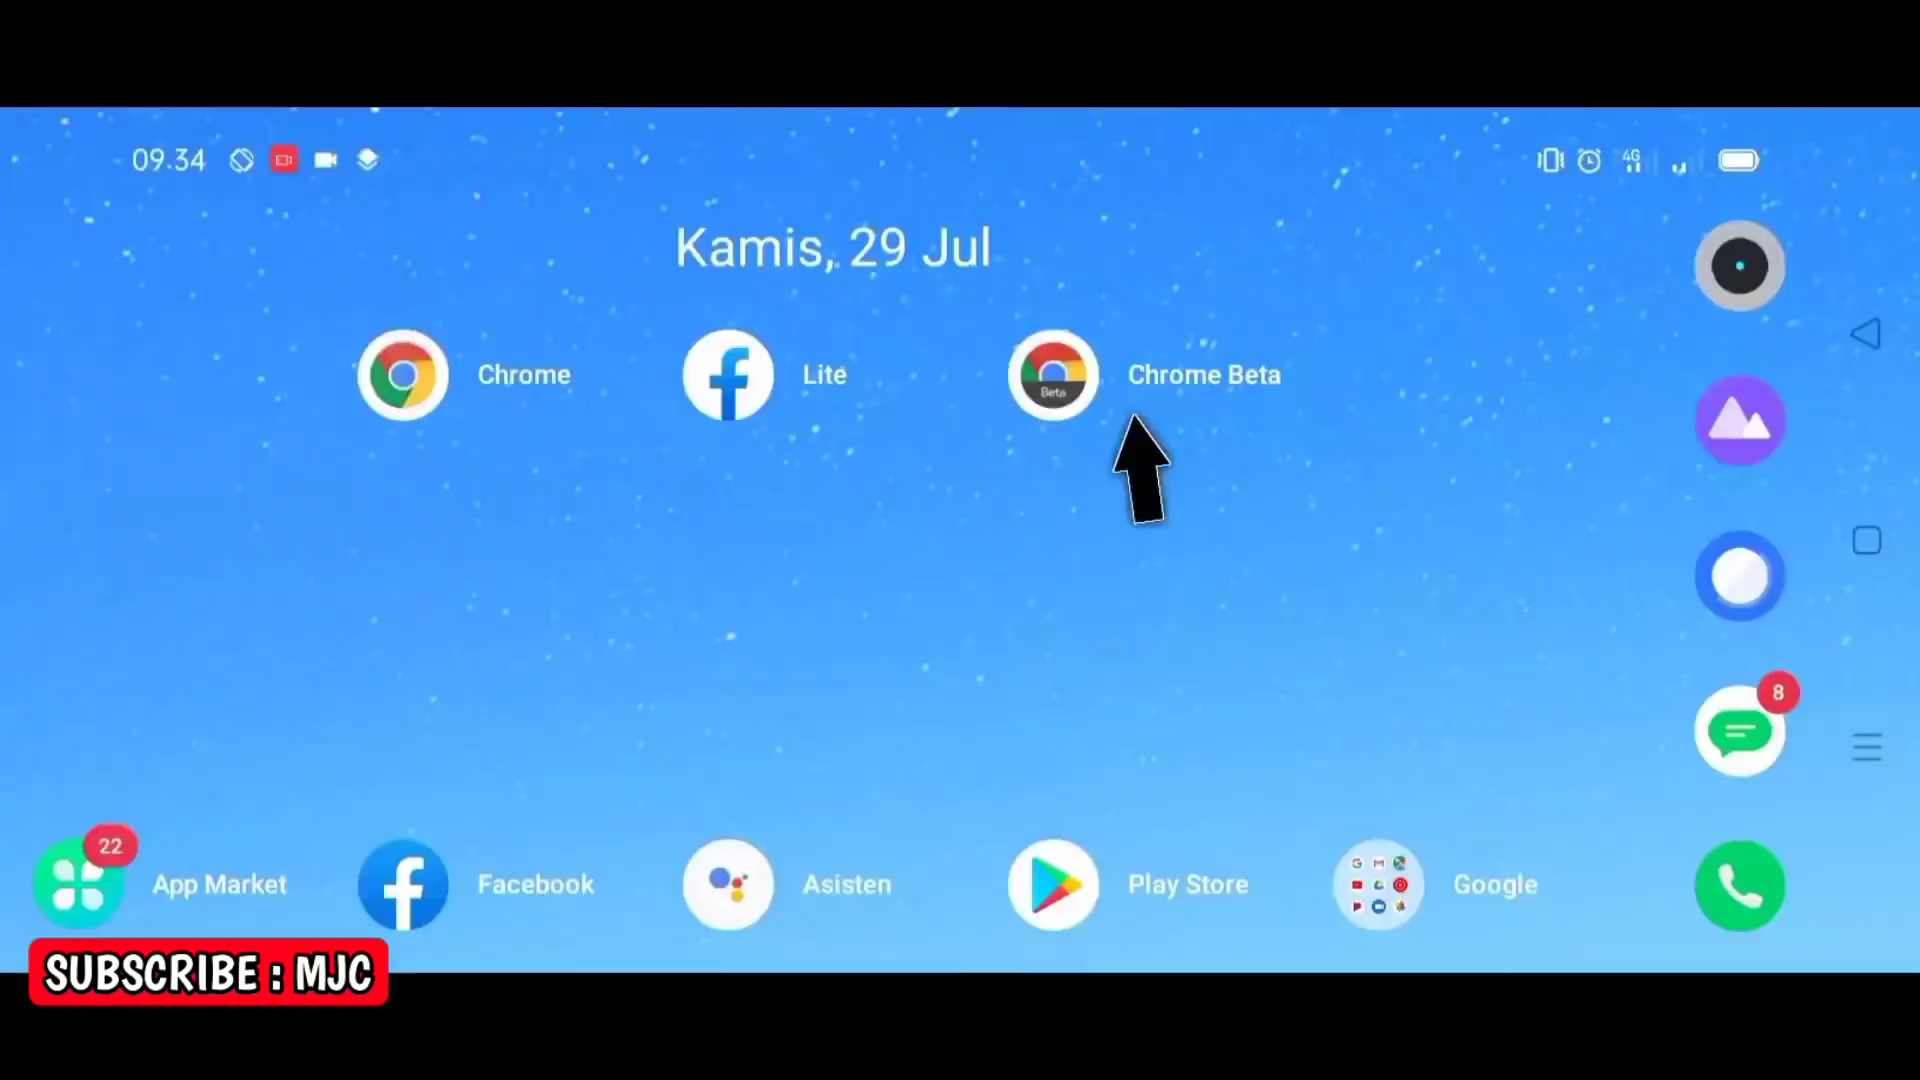 09.34
4G
Kamis, 29 Jul
Chrome
Lite
Beta
Chrome Beta
8
22
App Market
Facebook
Asisten
Play Store
Google
SUBSCRIBE : MJC